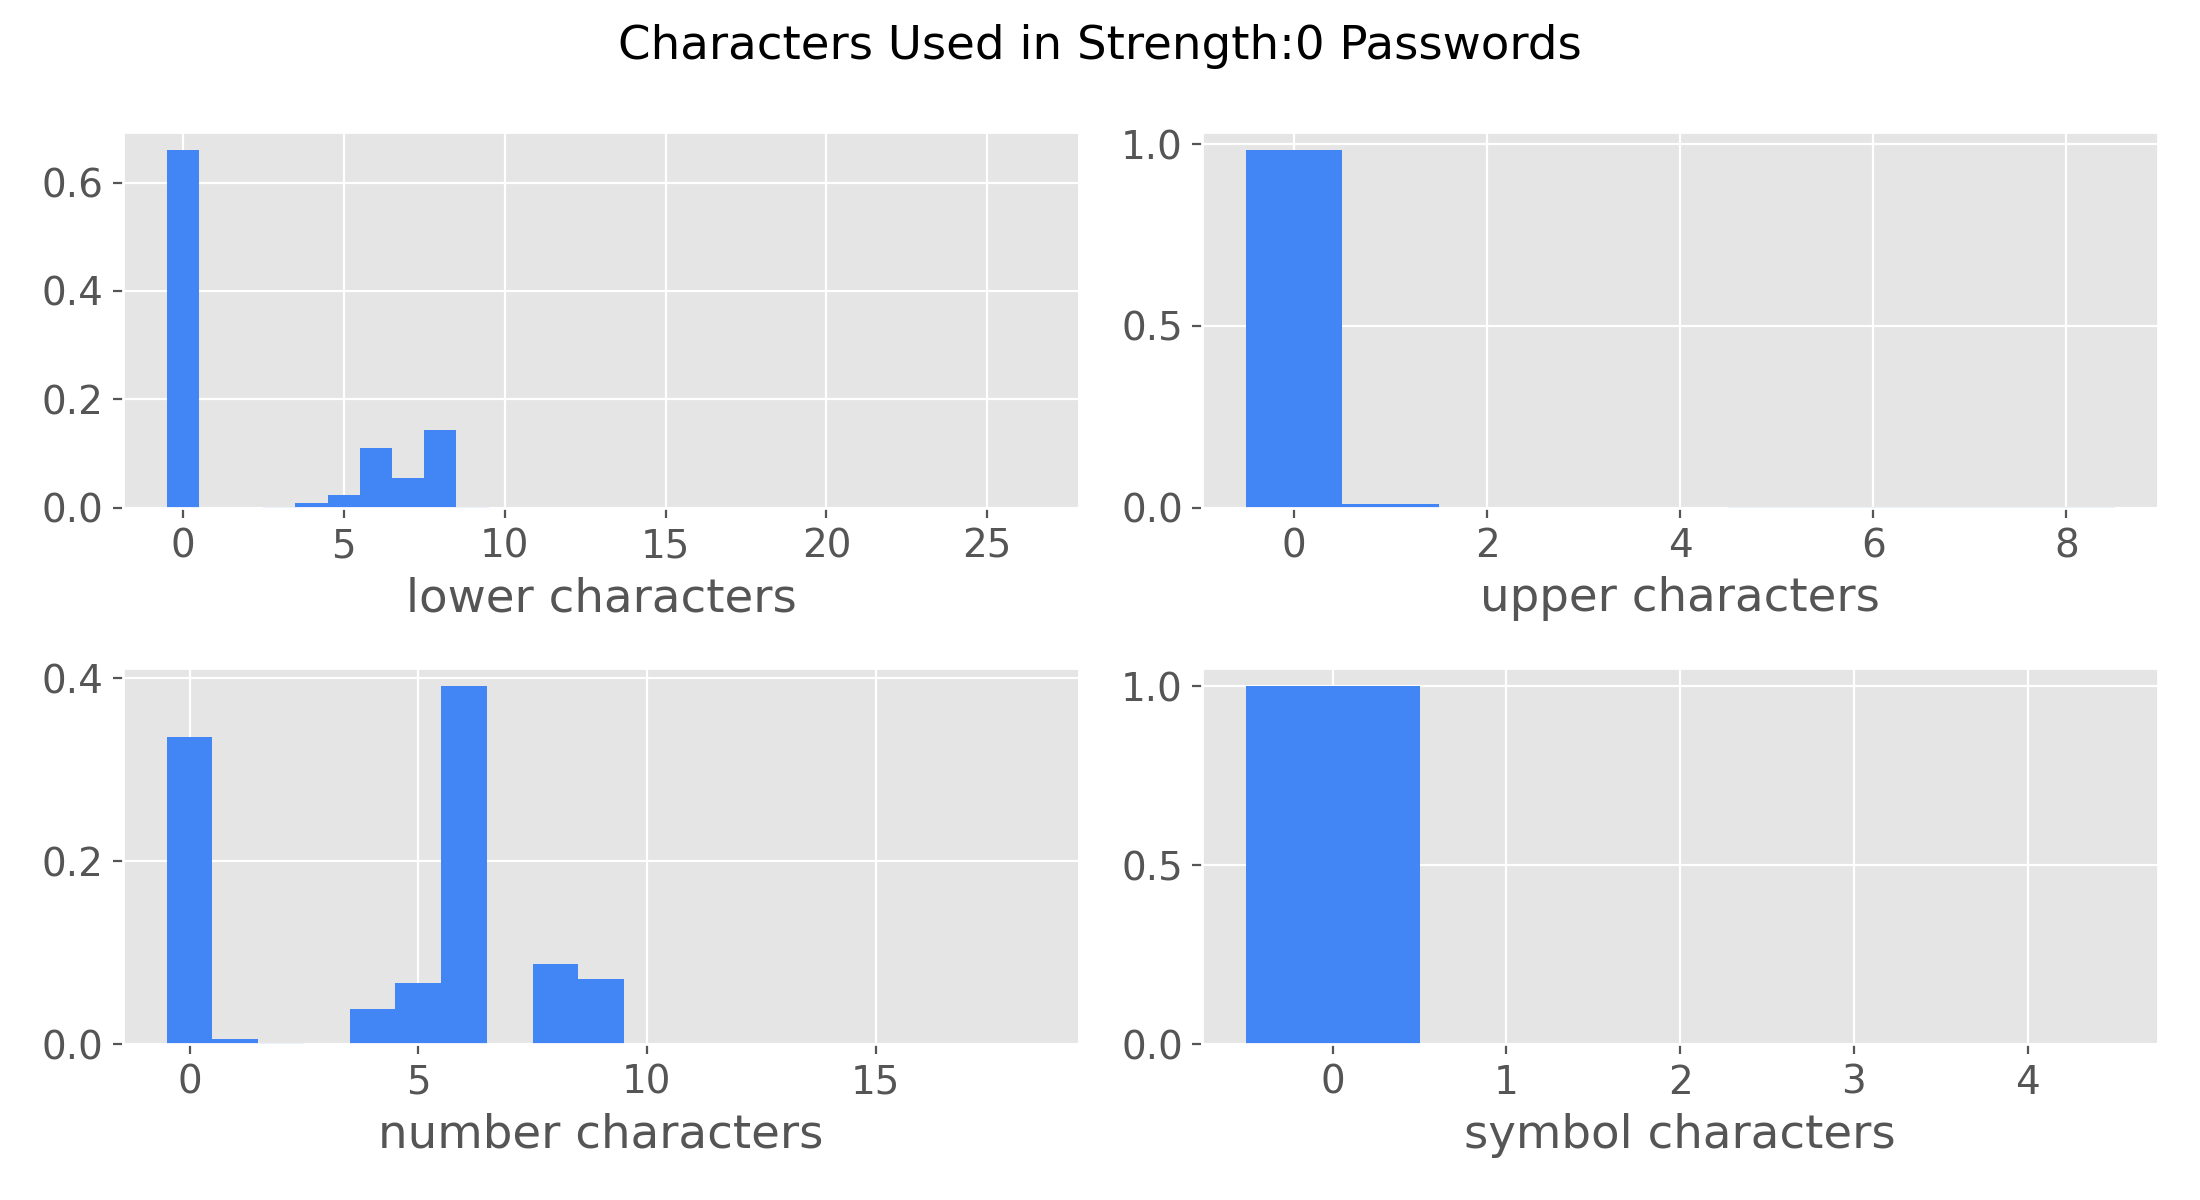 Characters Used in Strength:0 Passwords
0.6
0.4
0.2
0.0
0 5 10 15 20 25
lower characters
1.0
0.5
0.0
0 2 4 6 8
upper characters
0.4
0.2
0.0
0 5 10 15
number characters
1.0
0.5
0.0
0 1 2 3 4
symbol characters